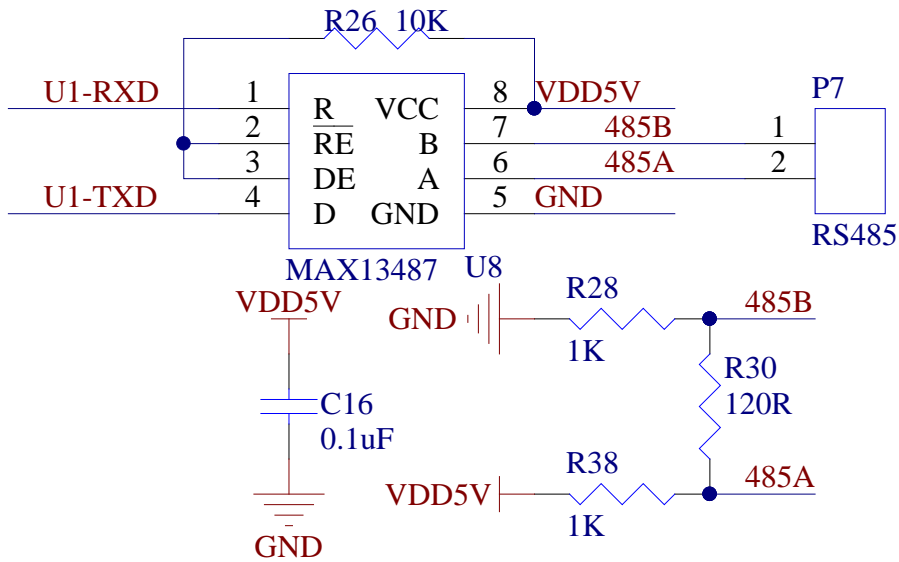 R26 10K
U1-RXD 1 R VCC 8 VDD5V
2 RE B 7 485B 1
3 DE A 6 485A 2
U1-TXD 4 D GND 5 GND
P7
RS485
MAX13487 U8
VDD5V
C16
0.1uF
GND
GND R28 485B
1K
R30
120R
R38
VDD5V 485A
1K